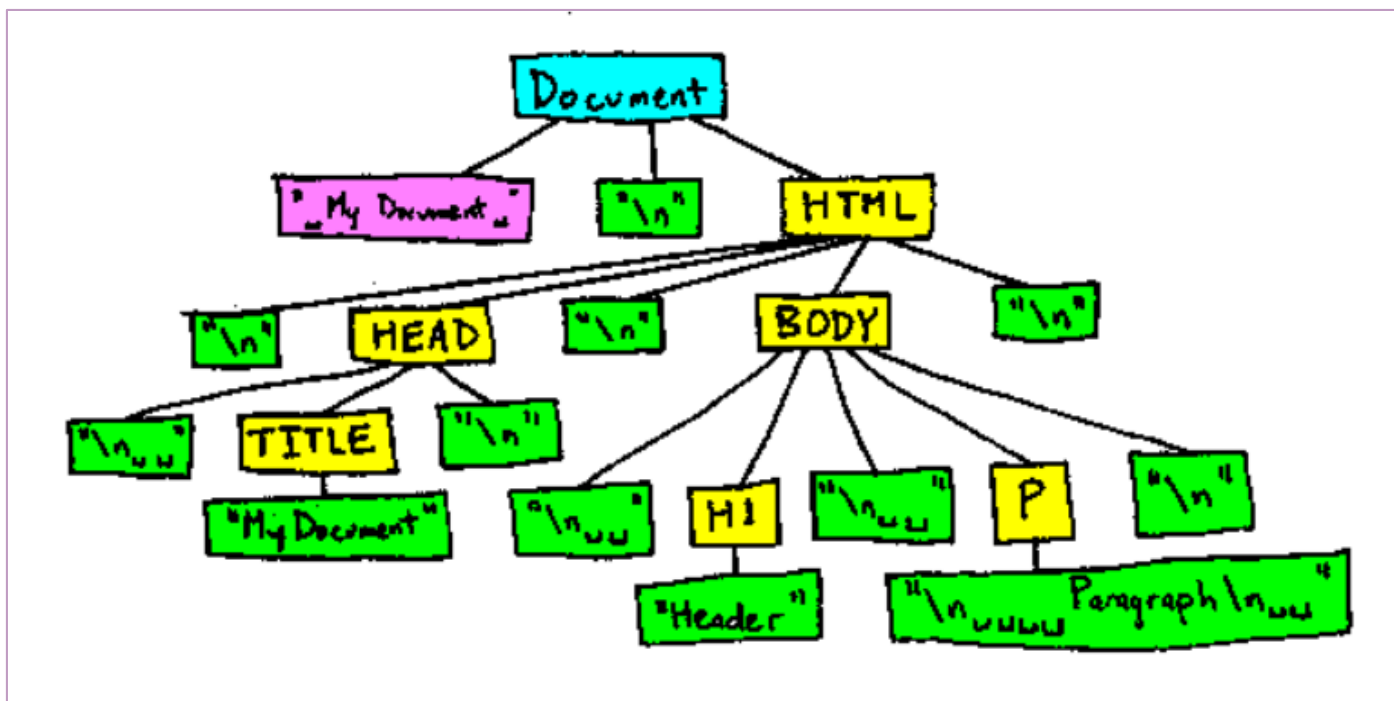 Document
"␣My Document␣"
"\n"
HTML
"\n"
HEAD
"\n"
BODY
"\n"
"\n␣␣"
TITLE
"\n"
"My Document"
"\n␣␣"
H1
"\n␣␣"
P
"\n"
"Header"
"\n␣␣␣␣Paragraph\n␣␣"